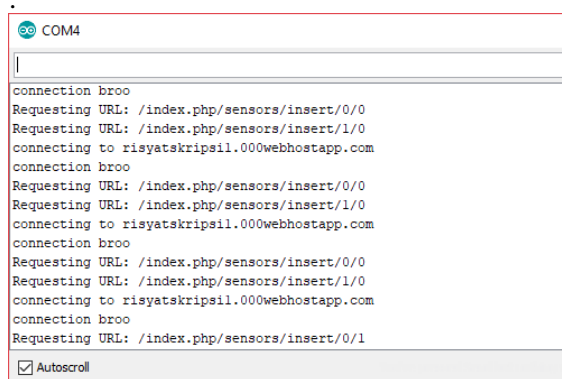 .
COM4
connection broo
Requesting URL: /index.php/sensors/insert/0/0
Requesting URL: /index.php/sensors/insert/1/0
connecting to risyatskripsi1.000webhostapp.com
connection broo
Requesting URL: /index.php/sensors/insert/0/0
Requesting URL: /index.php/sensors/insert/1/0
connecting to risyatskripsi1.000webhostapp.com
connection broo
Requesting URL: /index.php/sensors/insert/0/0
Requesting URL: /index.php/sensors/insert/1/0
connecting to risyatskripsi1.000webhostapp.com
connection broo
Requesting URL: /index.php/sensors/insert/0/1
Autoscroll